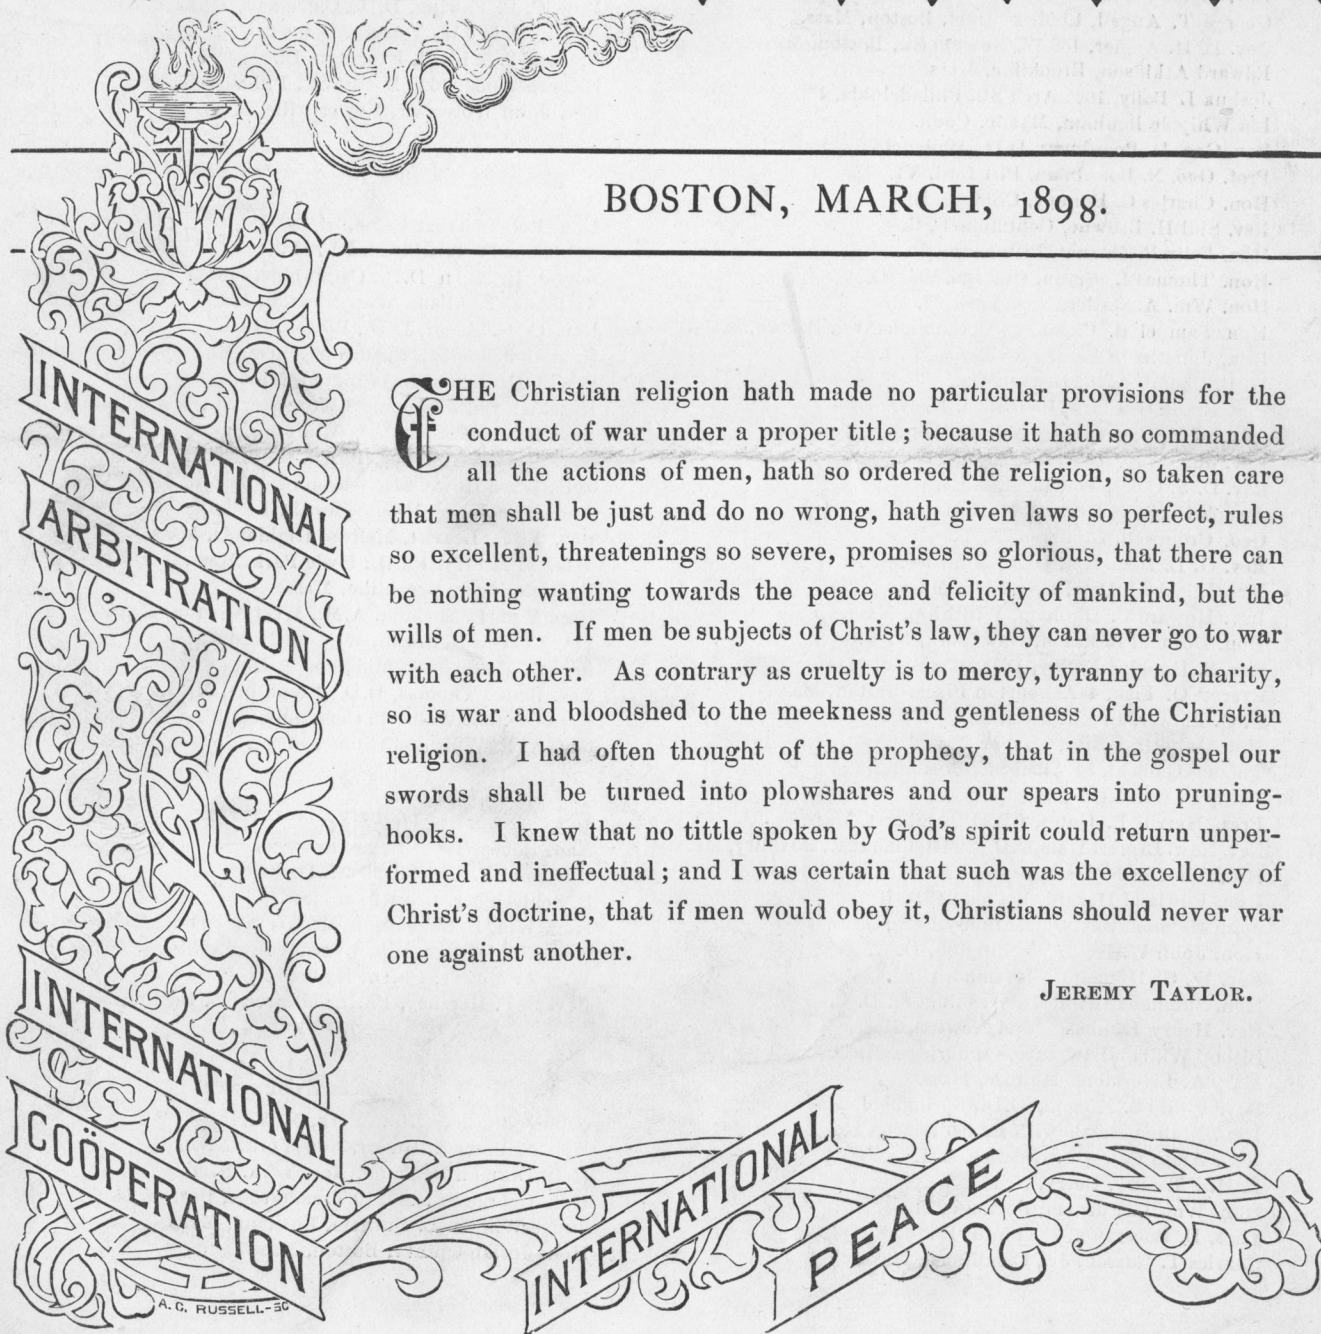 BOSTON, MARCH, 1898.
THE Christian religion hath made no particular provisions for the
conduct of war under a proper title; because it hath so commanded
all the actions of men, hath so ordered the religion, so taken care
that men shall be just and do no wrong, hath given laws so perfect, rules
so excellent, threatenings so severe, promises so glorious, that there can
be nothing wanting towards the peace and felicity of mankind, but the
wills of men. If men be subjects of Christ's law, they can never go to war
with each other. As contrary as cruelty is to mercy, tyranny to charity,
so is war and bloodshed to the meekness and gentleness of the Christian
religion. I had often thought of the prophecy, that in the gospel our
swords shall be turned into plowshares and our spears into pruning-
hooks. I knew that no tittle spoken by God's spirit could return unper-
formed and ineffectual; and I was certain that such was the excellency of
Christ's doctrine, that if men would obey it, Christians should never war
one against another.
JEREMY TAYLOR.
INTERNATIONAL
ARBITRATION
INTERNATIONAL
COÖPERATION
INTERNATIONAL
PEACE
A. C. RUSSELL-SC